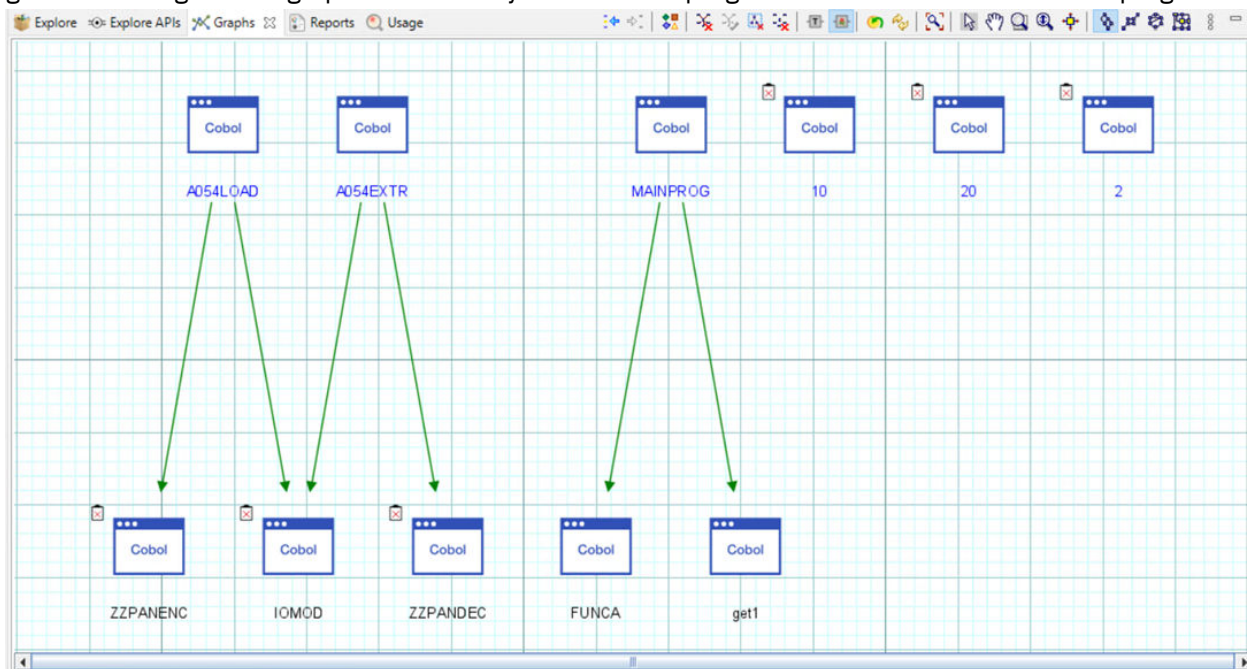 Explore Explore APIs Graphs Reports Usage
Cobol Cobol Cobol Cobol Cobol Cobol
A054LOAD A054EXTR MAINPROG 10 20 2
Cobol Cobol Cobol Cobol Cobol
ZZPANENC IOMOD ZZPANDEC FUNCA get1